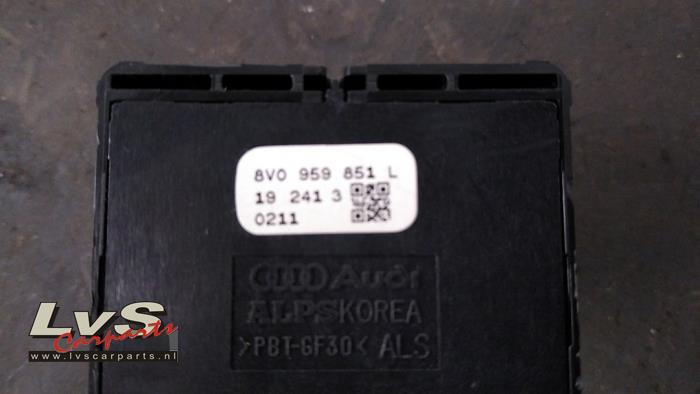 8V0 959 851 L
19 241 3
0211
Audi
ALPSKOREA
>PBT-GF30< ALS
LvS
Carparts
www.lvscarparts.nl